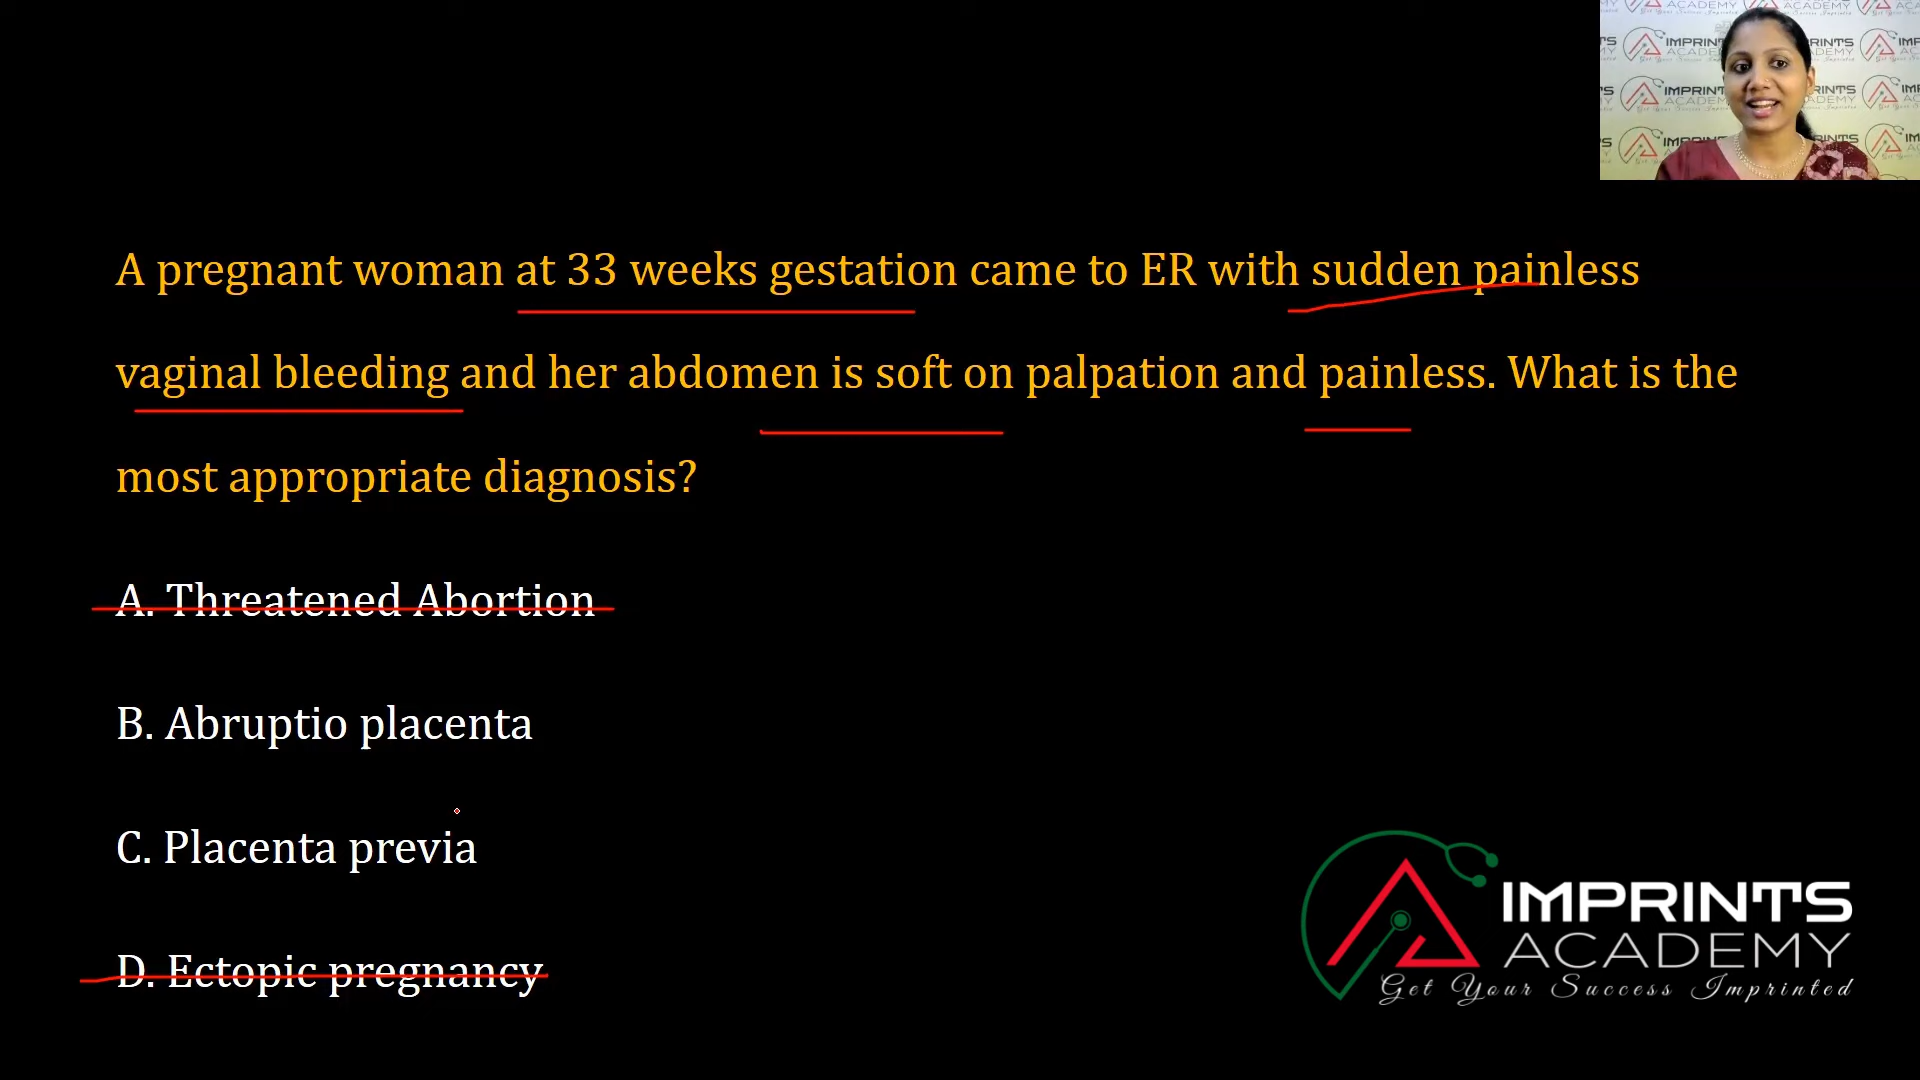 A pregnant woman at 33 weeks gestation came to ER with sudden painless
vaginal bleeding and her abdomen is soft on palpation and painless. What is the
most appropriate diagnosis?
A. Threatened Abortion
B. Abruptio placenta
C. Placenta previa
D. Ectopic pregnancy
IMPRINTS
ACADEMY
Get Your Success Imprinted